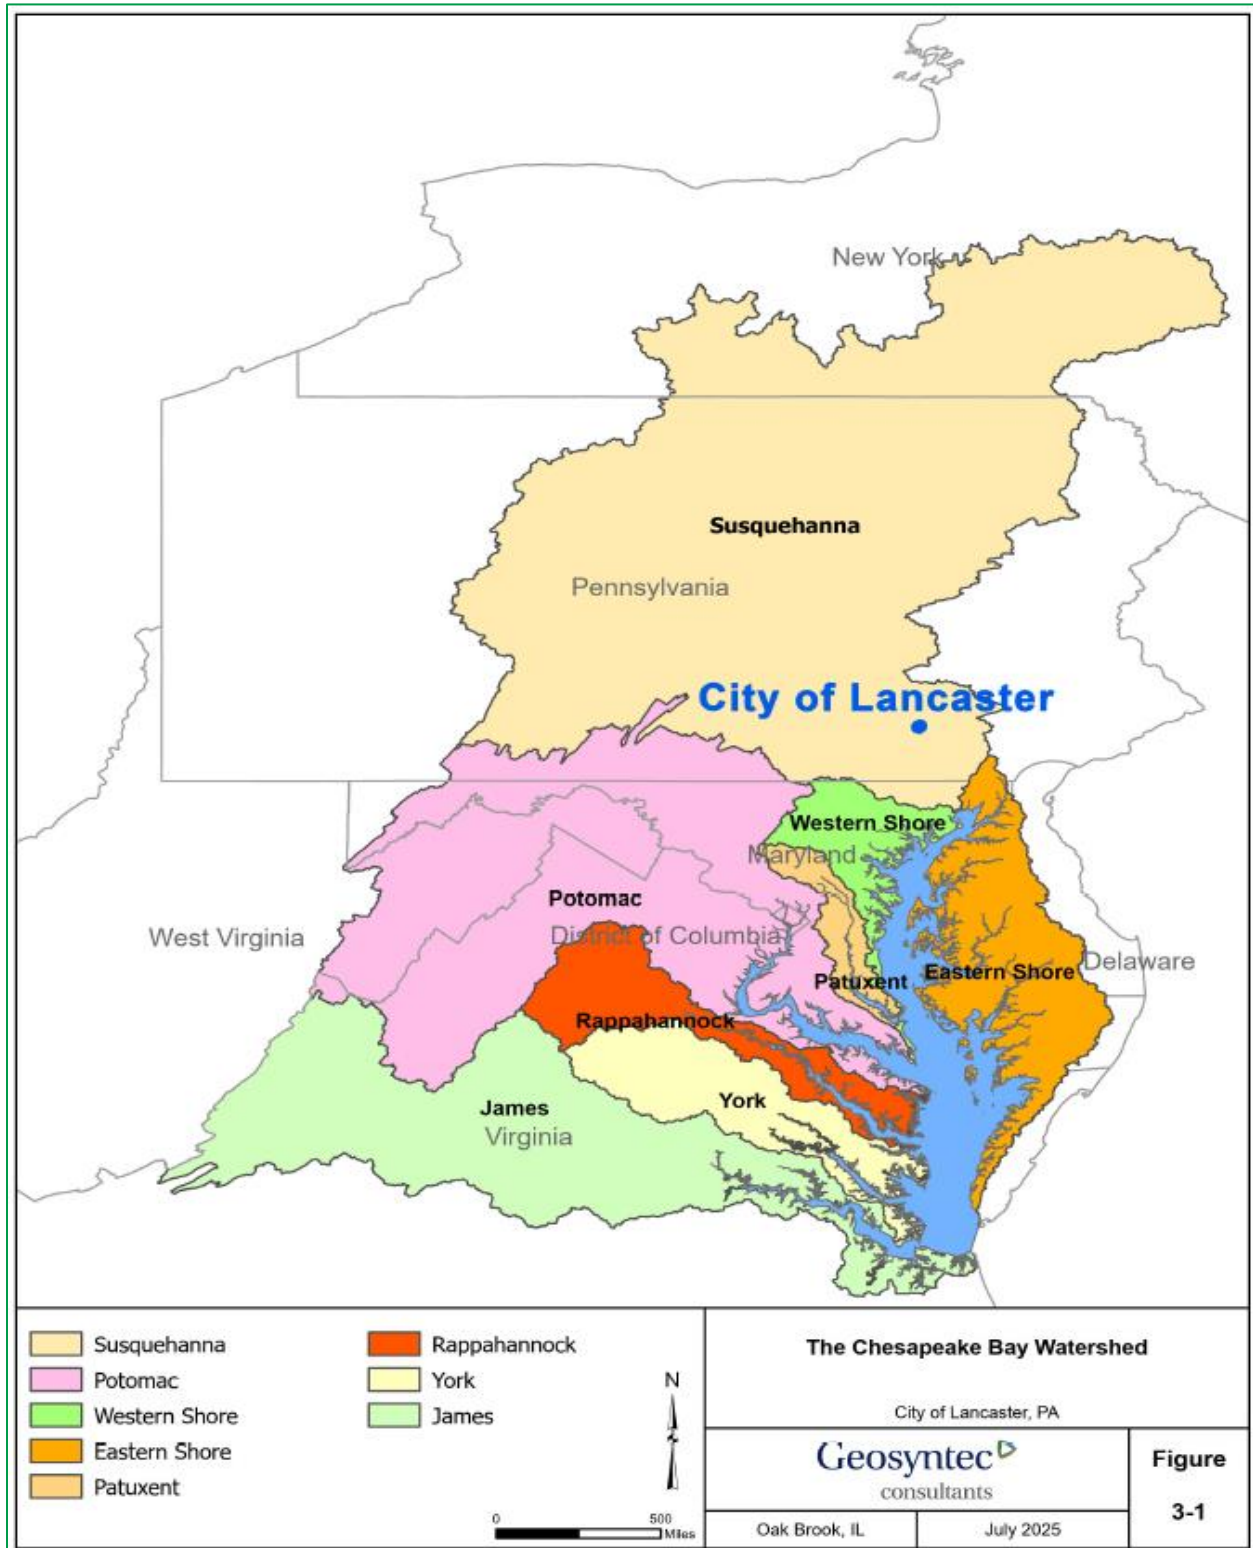 New York
Susquehanna
Pennsylvania
City of Lancaster
Western Shore
Maryland
Potomac
West Virginia
District of Columbia
Delaware
Eastern Shore
Patuxent
Rappahannock
York
James
Virginia
Susquehanna
Potomac
Western Shore
Eastern Shore
Patuxent
Rappahannock
York
James
N
0 500
Miles
The Chesapeake Bay Watershed
City of Lancaster, PA
Geosyntec
consultants
Oak Brook, IL
July 2025
Figure
3-1